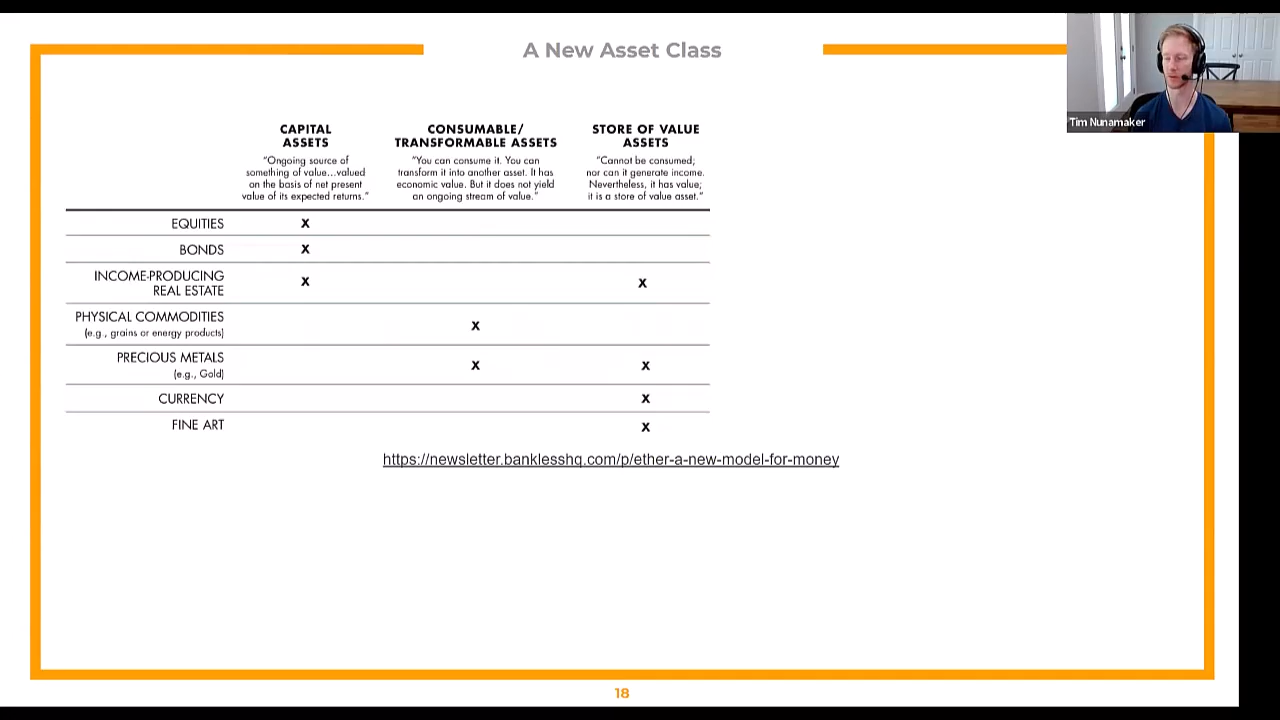 A New Asset Class
Tim Nunamaker
CAPITAL
ASSETS
"Ongoing source of
something of value...valued
on the basis of net present
value of its expected returns."
CONSUMABLE/
TRANSFORMABLE ASSETS
"You can consume it. You can
transform it into another asset. It has
economic value. But it does not yield
an ongoing stream of value."
STORE OF VALUE
ASSETS
"Cannot be consumed;
nor can it generate income.
Nevertheless, it has value;
it is a store of value asset."
EQUITIES X
BONDS X
INCOME-PRODUCING
REAL ESTATE X X
PHYSICAL COMMODITIES
(e.g., grains or energy products) X
PRECIOUS METALS
(e.g., Gold) X X
CURRENCY X
FINE ART X
https://newsletter.banklesshq.com/p/ether-a-new-model-for-money
18